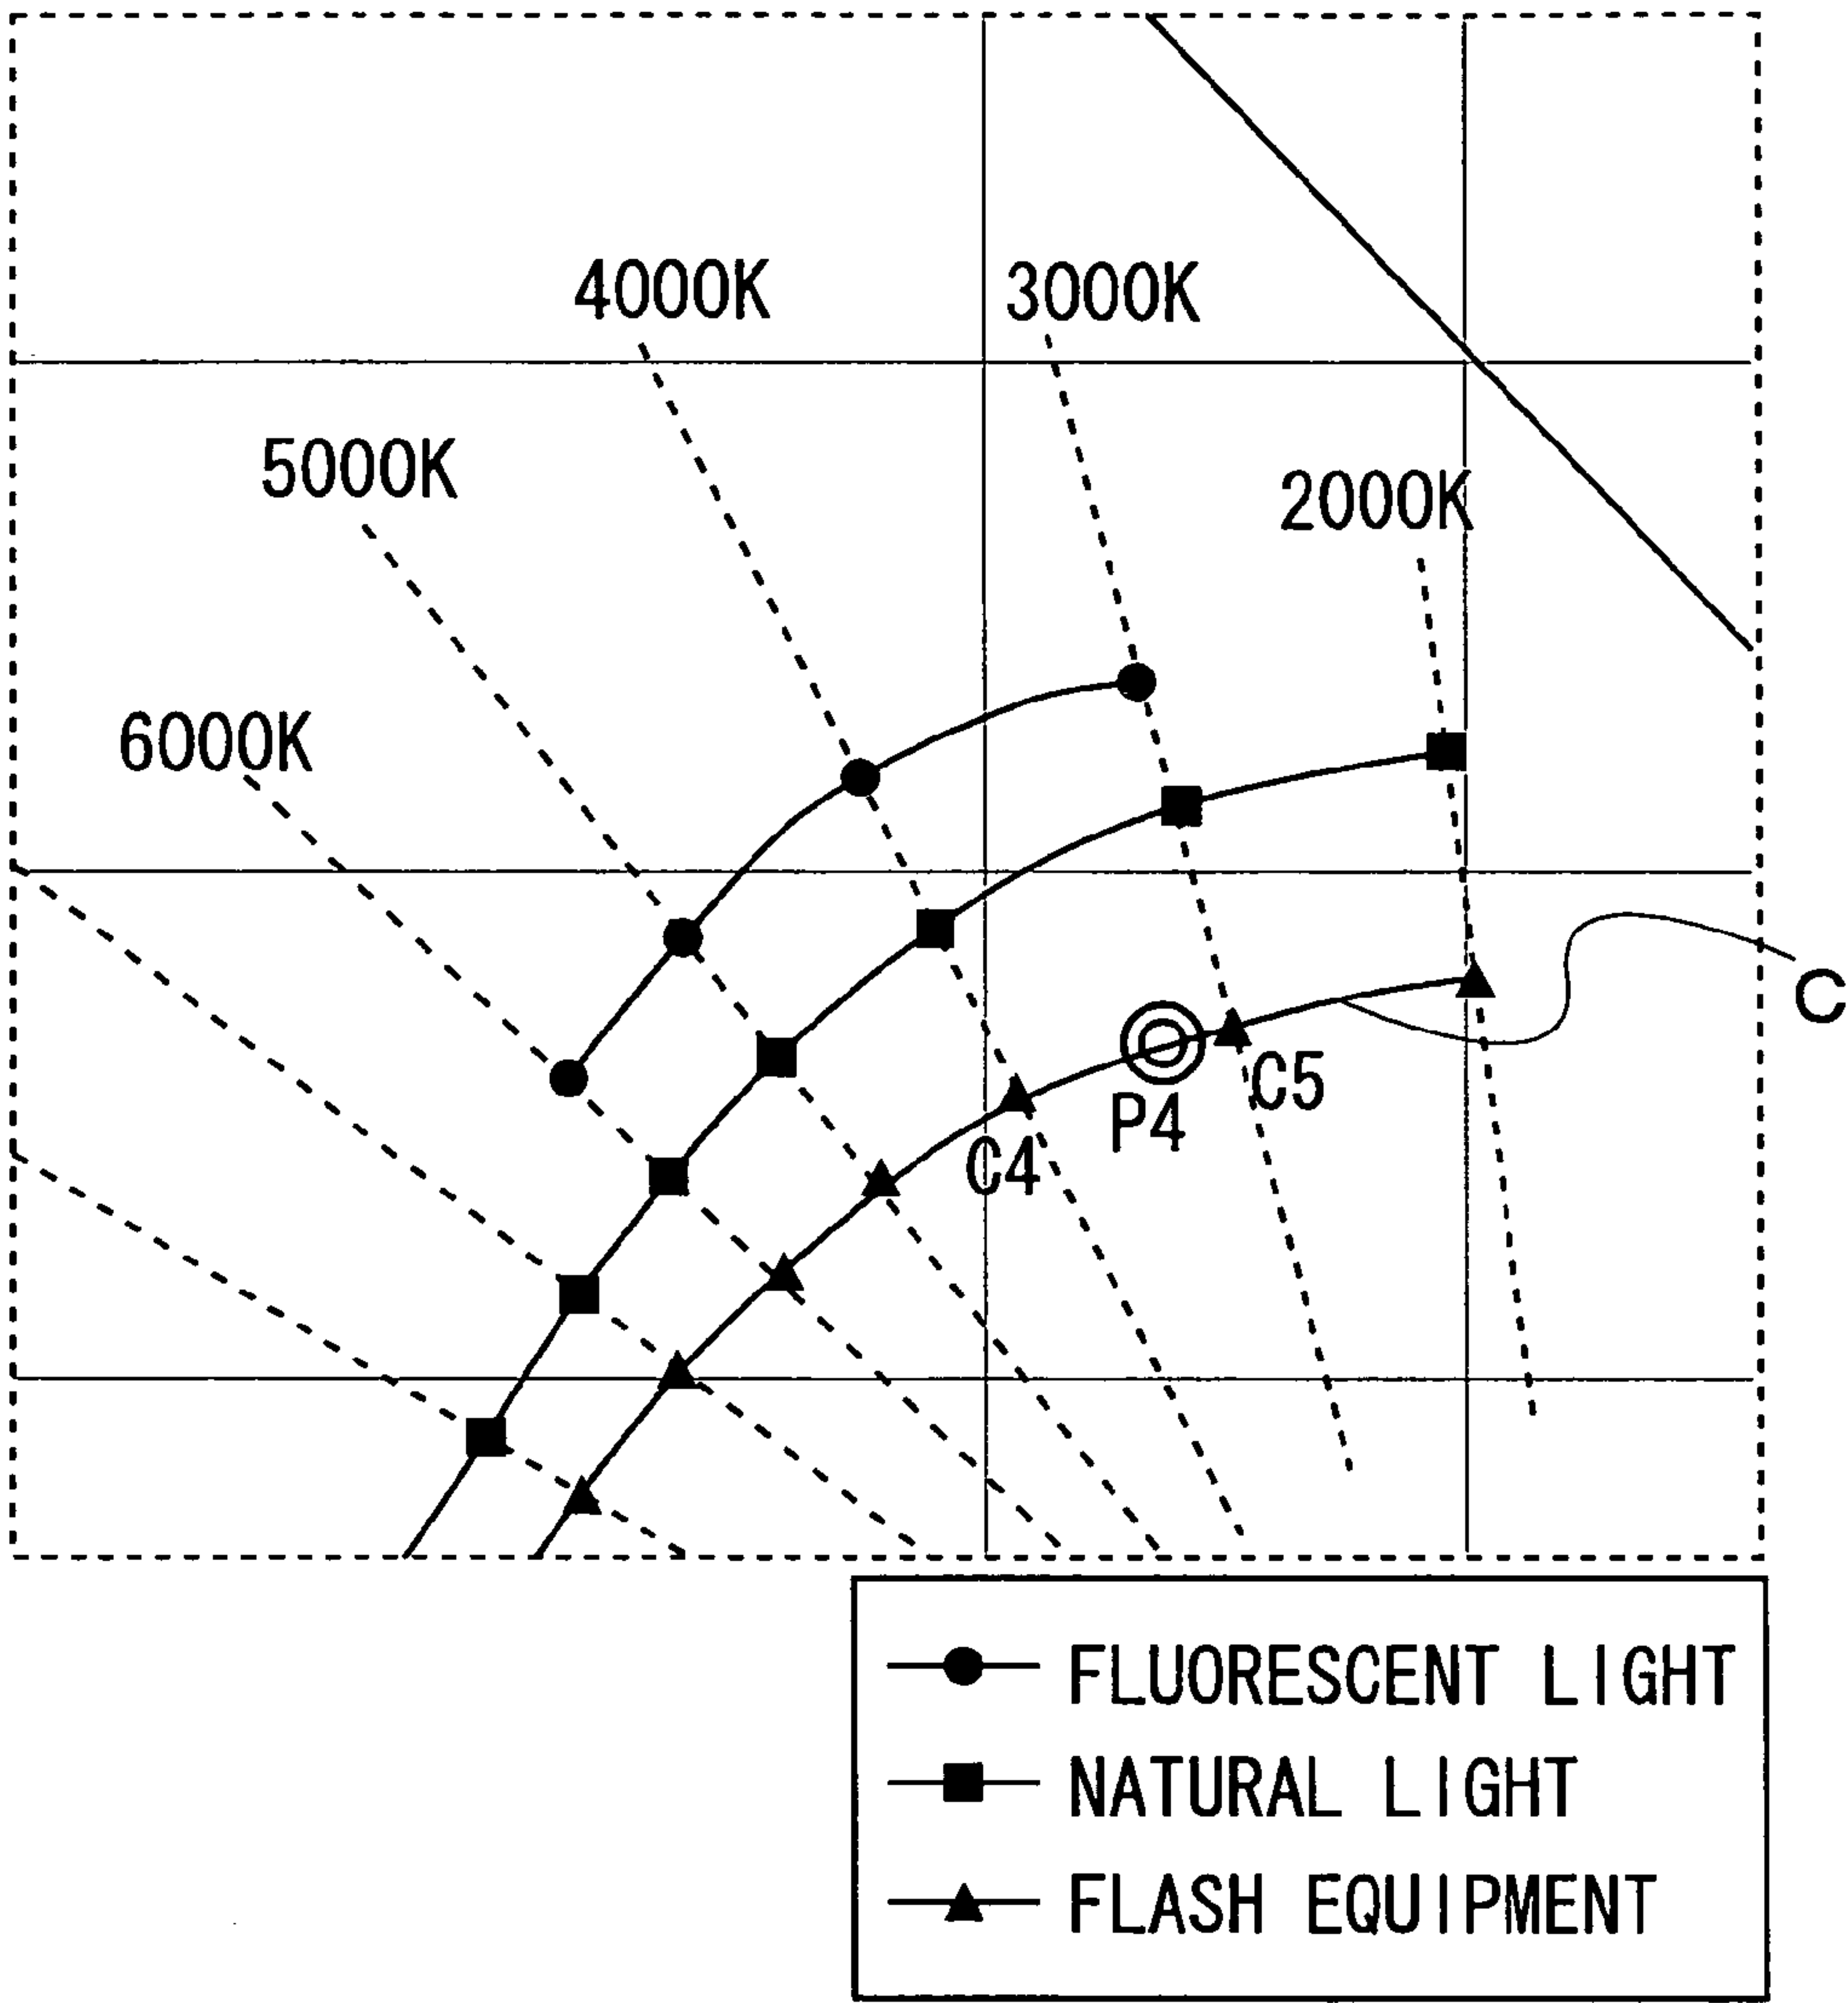 4000K
3000K
5000K
2000K
6000K
C
C5
P4
C4
FLUORESCENT LIGHT
NATURAL LIGHT
FLASH EQUIPMENT